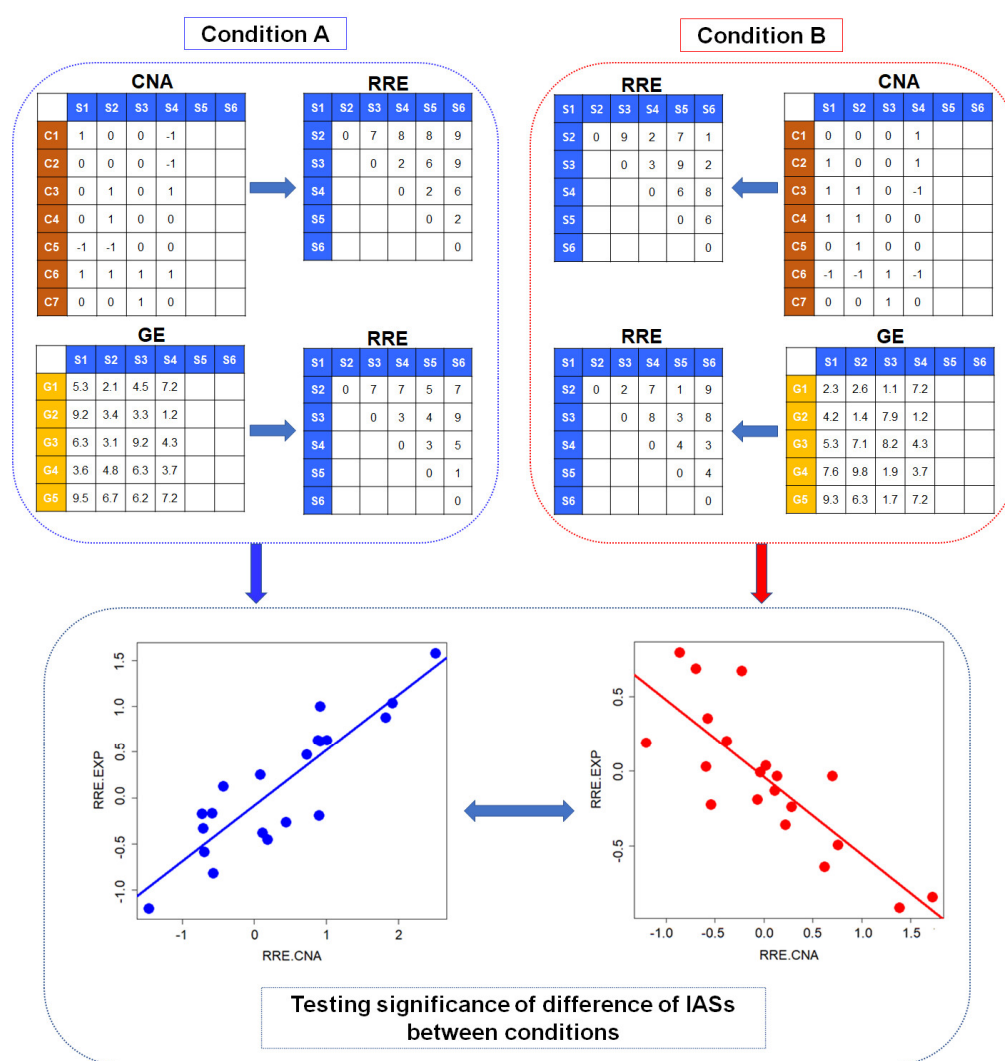 Condition A
Condition B
CNA
S1 S2 S3 S4 S5 S6
C1 1 0 0 -1
C2 0 0 0 -1
C3 0 1 0 1
C4 0 1 0 0
C5 -1 -1 0 0
C6 1 1 1 1
C7 0 0 1 0
RRE
S1 S2 S3 S4 S5 S6
S2 0 7 8 8 9
S3 0 2 6 9
S4 0 2 6
S5 0 2
S6 0
RRE
S1 S2 S3 S4 S5 S6
S2 0 9 2 7 1
S3 0 3 9 2
S4 0 6 8
S5 0 6
S6 0
CNA
S1 S2 S3 S4 S5 S6
C1 0 0 0 1
C2 1 0 0 1
C3 1 1 0 -1
C4 1 1 0 0
C5 0 1 0 0
C6 -1 -1 1 -1
C7 0 0 1 0
GE
S1 S2 S3 S4 S5 S6
G1 5.3 2.1 4.5 7.2
G2 9.2 3.4 3.3 1.2
G3 6.3 3.1 9.2 4.3
G4 3.6 4.8 6.3 3.7
G5 9.5 6.7 6.2 7.2
RRE
S1 S2 S3 S4 S5 S6
S2 0 7 7 5 7
S3 0 3 4 9
S4 0 3 5
S5 0 1
S6 0
RRE
S1 S2 S3 S4 S5 S6
S2 0 2 7 1 9
S3 0 8 3 8
S4 0 4 3
S5 0 4
S6 0
GE
S1 S2 S3 S4 S5 S6
G1 2.3 2.6 1.1 7.2
G2 4.2 1.4 7.9 1.2
G3 5.3 7.1 8.2 4.3
G4 7.6 9.8 1.9 3.7
G5 9.3 6.3 1.7 7.2
RRE.EXP
1.5
1.0
0.5
0.0
-0.5
-1.0
-1 0 1 2
RRE.CNA
RRE.EXP
0.5
0.0
-0.5
-1.0 -0.5 0.0 0.5 1.0 1.5
RRE.CNA
Testing significance of difference of IASs
between conditions